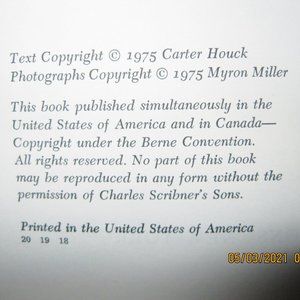 Text Copyright © 1975 Carter Houck
Photographs Copyright © 1975 Myron Miller
This book published simultaneously in the
United States of America and in Canada—
Copyright under the Berne Convention.
All rights reserved. No part of this book
may be reproduced in any form without the
permission of Charles Scribner's Sons.
Printed in the United States of America
20 19 18
05/03/2021